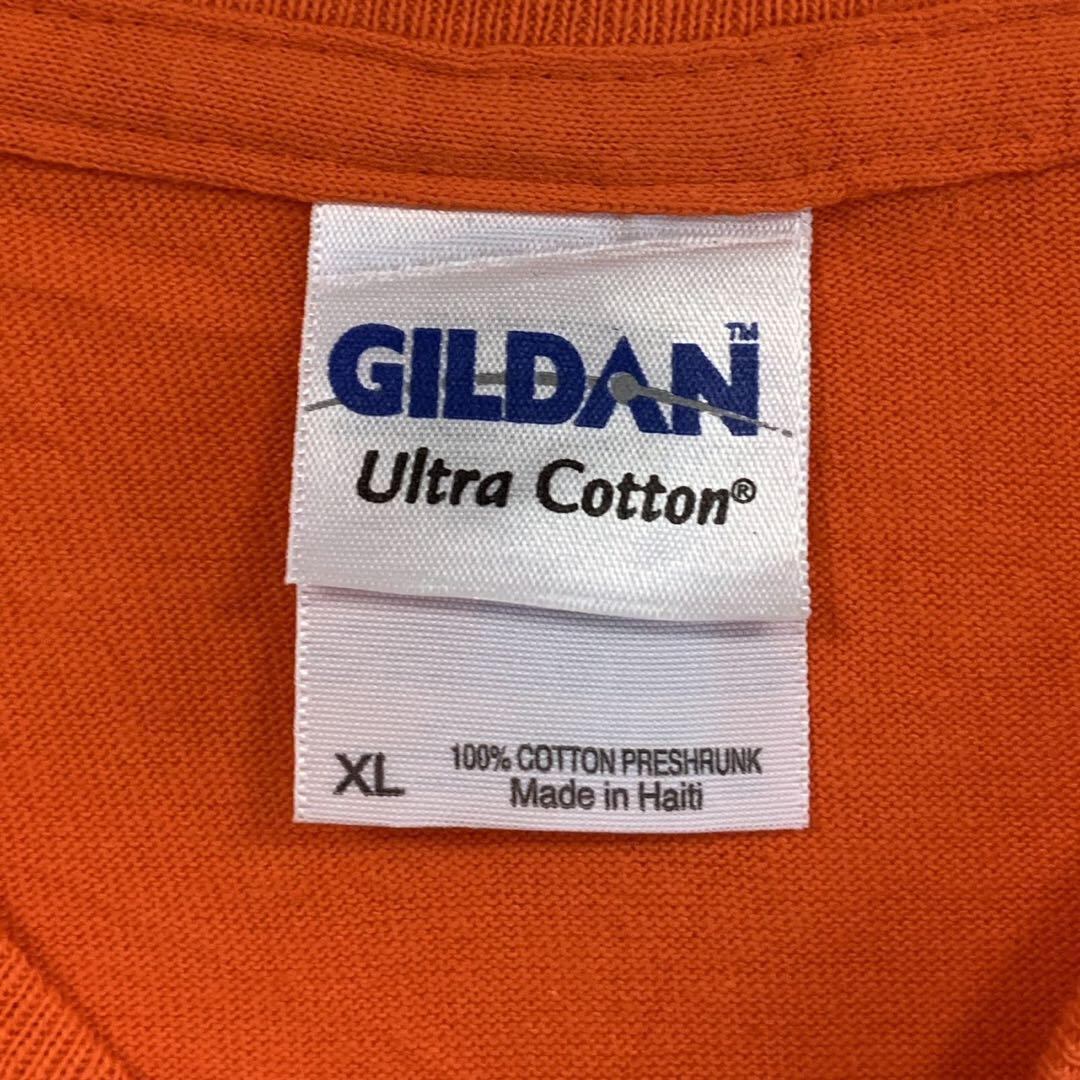 GILDAN™
Ultra Cotton®
XL
100% COTTON PRESHRUNK
Made in Haiti